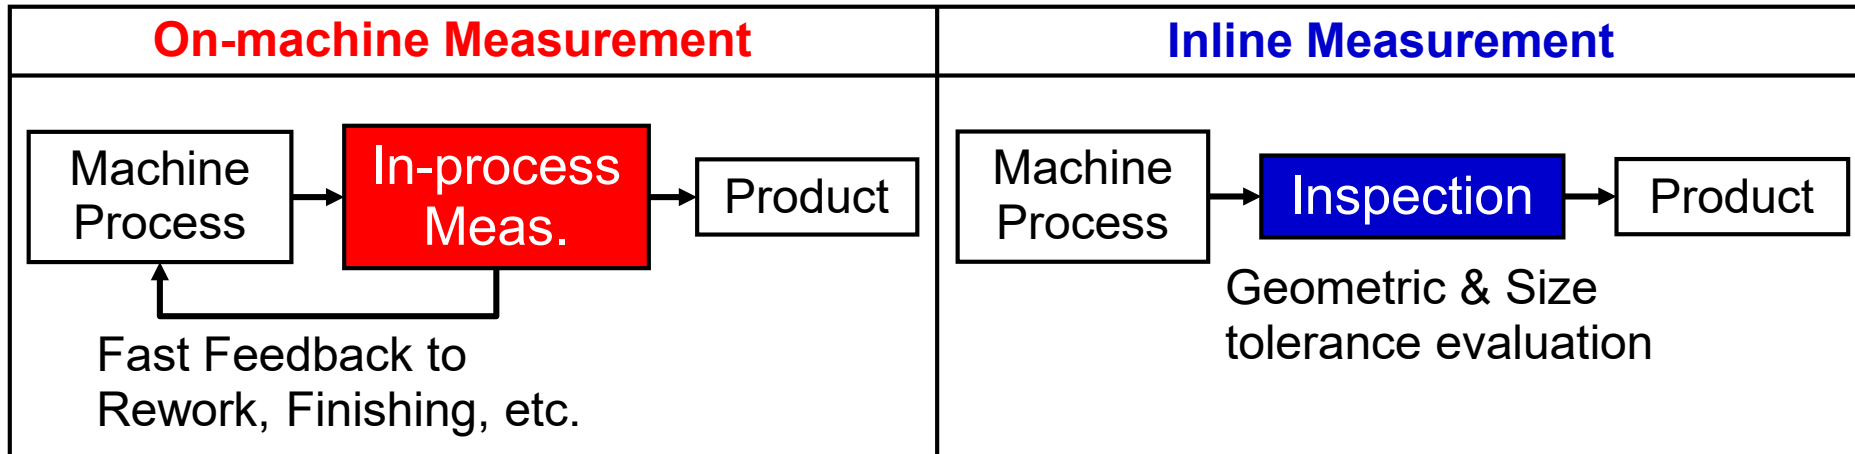 On-machine Measurement
Machine
Process
In-process
Meas.
Product
Fast Feedback to
Rework, Finishing, etc.
Inline Measurement
Machine
Process
Inspection
Product
Geometric & Size
tolerance evaluation